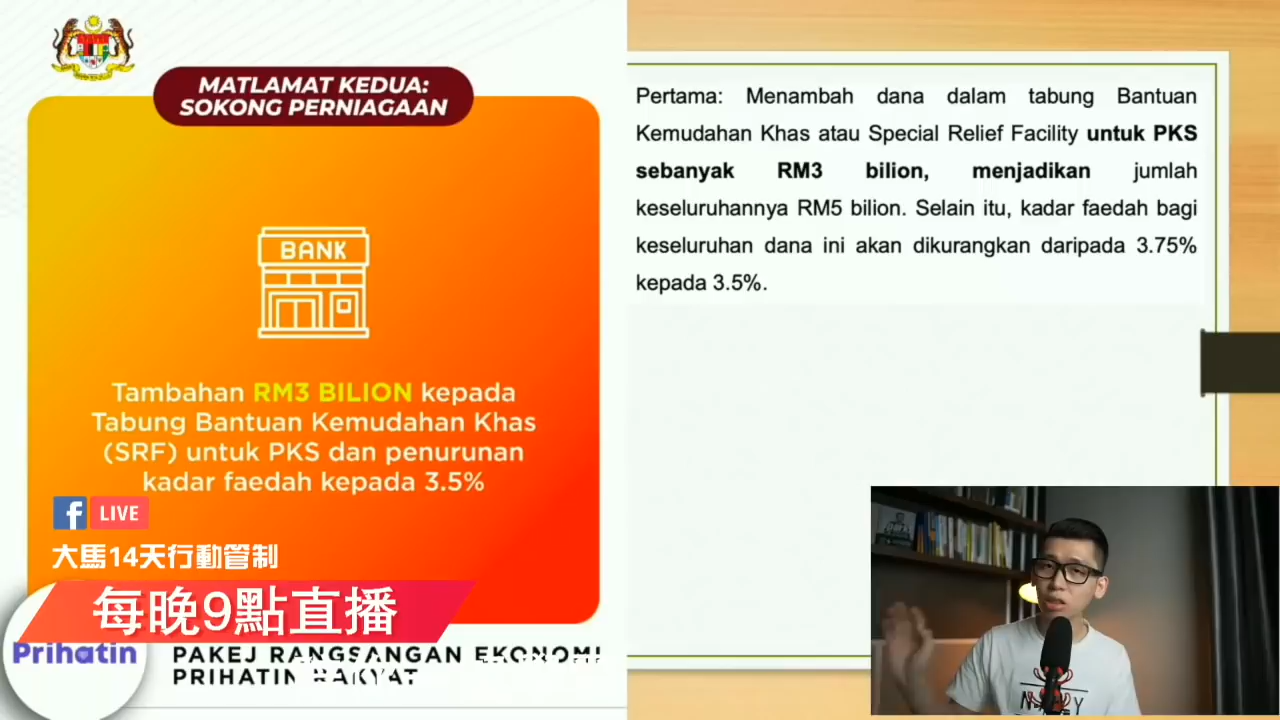 MATLAMAT KEDUA:
SOKONG PERNIAGAAN
BANK
Tambahan RM3 BILION kepada
Tabung Bantuan Kemudahan Khas
(SRF) untuk PKS dan penurunan
kadar faedah kepada 3.5%
f LIVE
大馬14天行動管制
每晚9點直播
Prihatin
PAKEJ RANGSANGAN EKONOMI
PRIHATIN RAKYAT
Pertama: Menambah dana dalam tabung Bantuan
Kemudahan Khas atau Special Relief Facility untuk PKS
sebanyak RM3 bilion, menjadikan jumlah
keseluruhannya RM5 bilion. Selain itu, kadar faedah bagi
keseluruhan dana ini akan dikurangkan daripada 3.75%
kepada 3.5%.